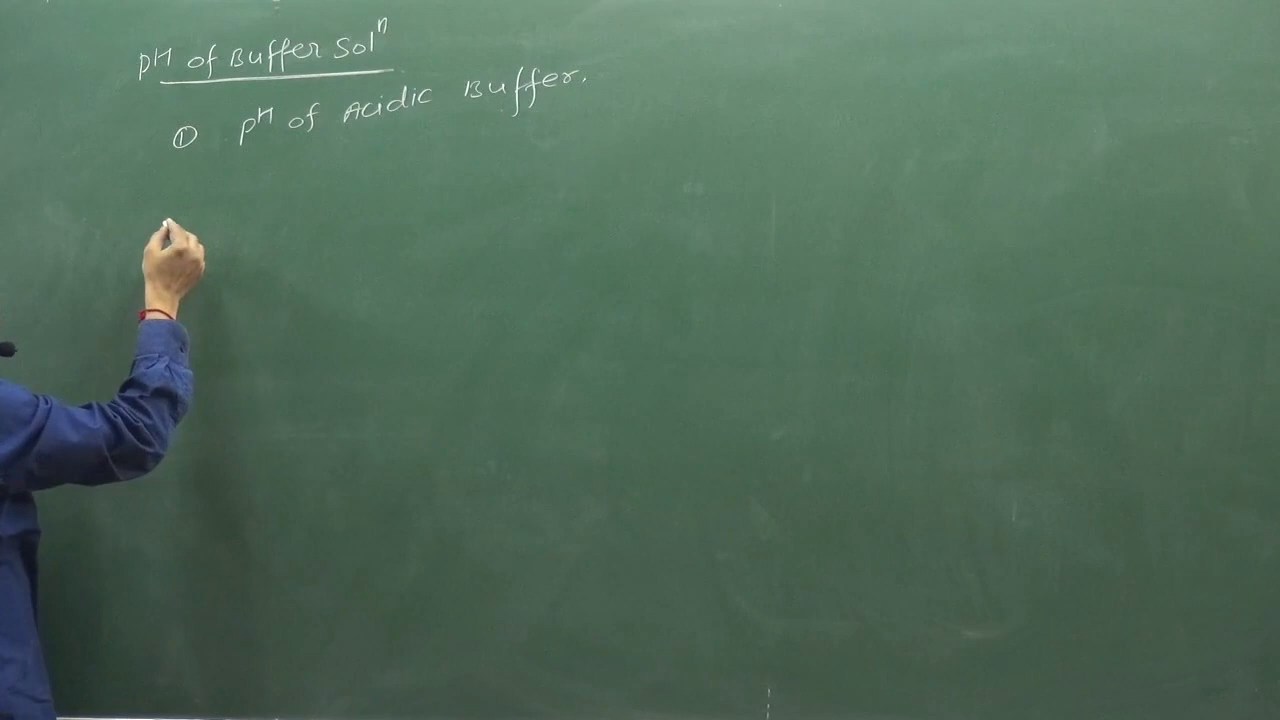 pH of Buffer Solⁿ
① pH of Acidic Buffer.